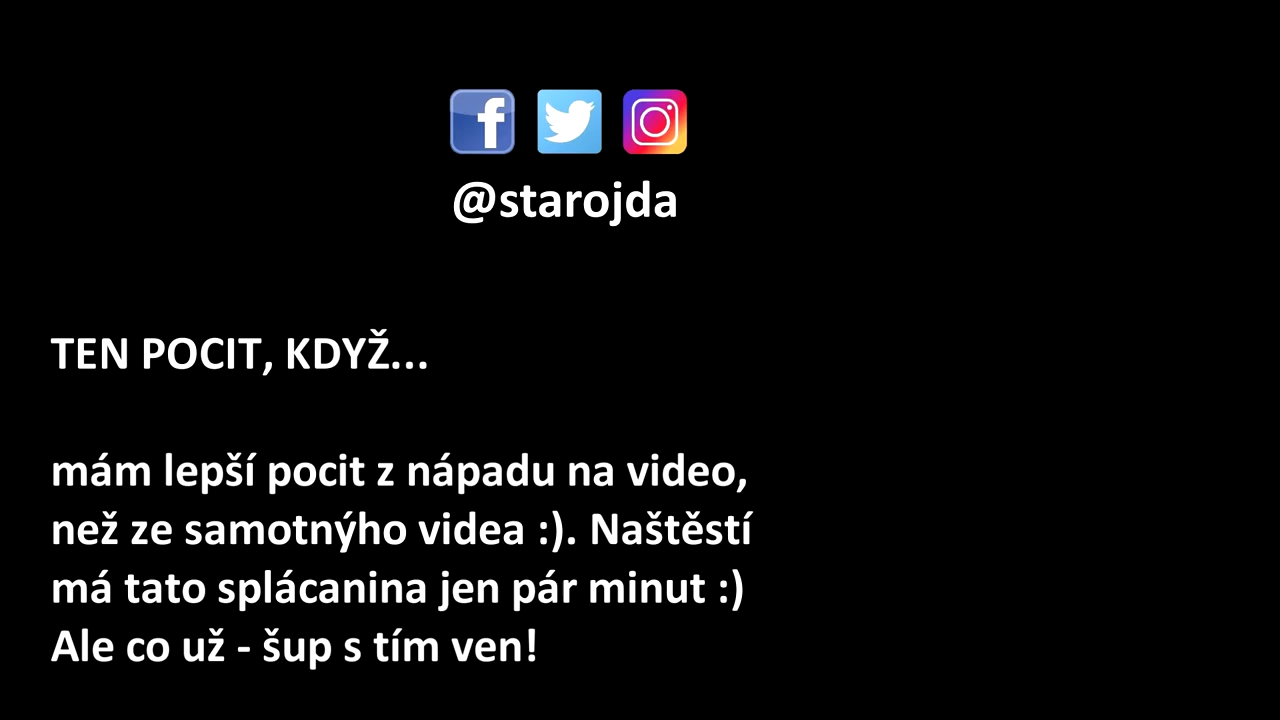 @starojda
TEN POCIT, KDYŽ...
mám lepší pocit z nápadu na video,
než ze samotnýho videa :). Naštěstí
má tato splácanina jen pár minut :)
Ale co už - šup s tím ven!